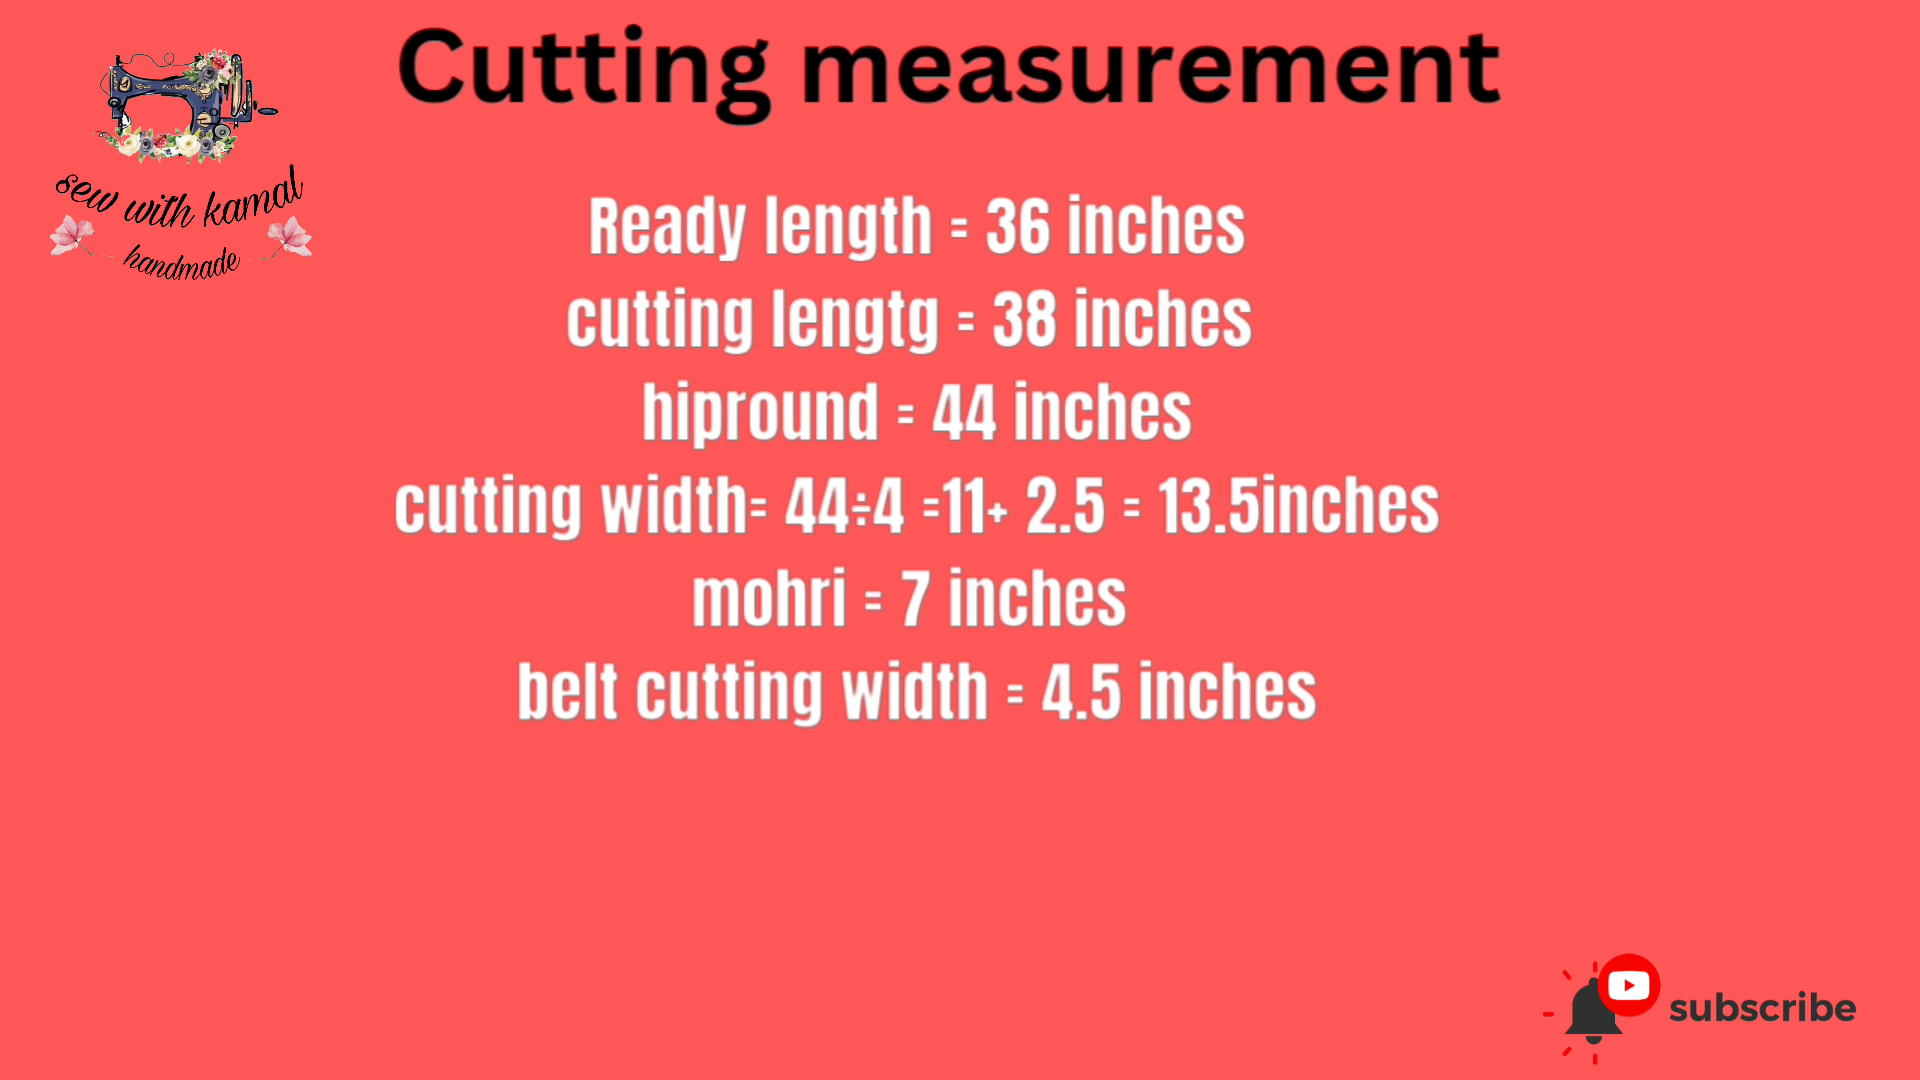 Cutting measurement
sew with kamal
handmade
Ready length = 36 inches
cutting lengtg = 38 inches
hipround = 44 inches
cutting width= 44÷4 =11+ 2.5 = 13.5inches
mohri = 7 inches
belt cutting width = 4.5 inches
subscribe